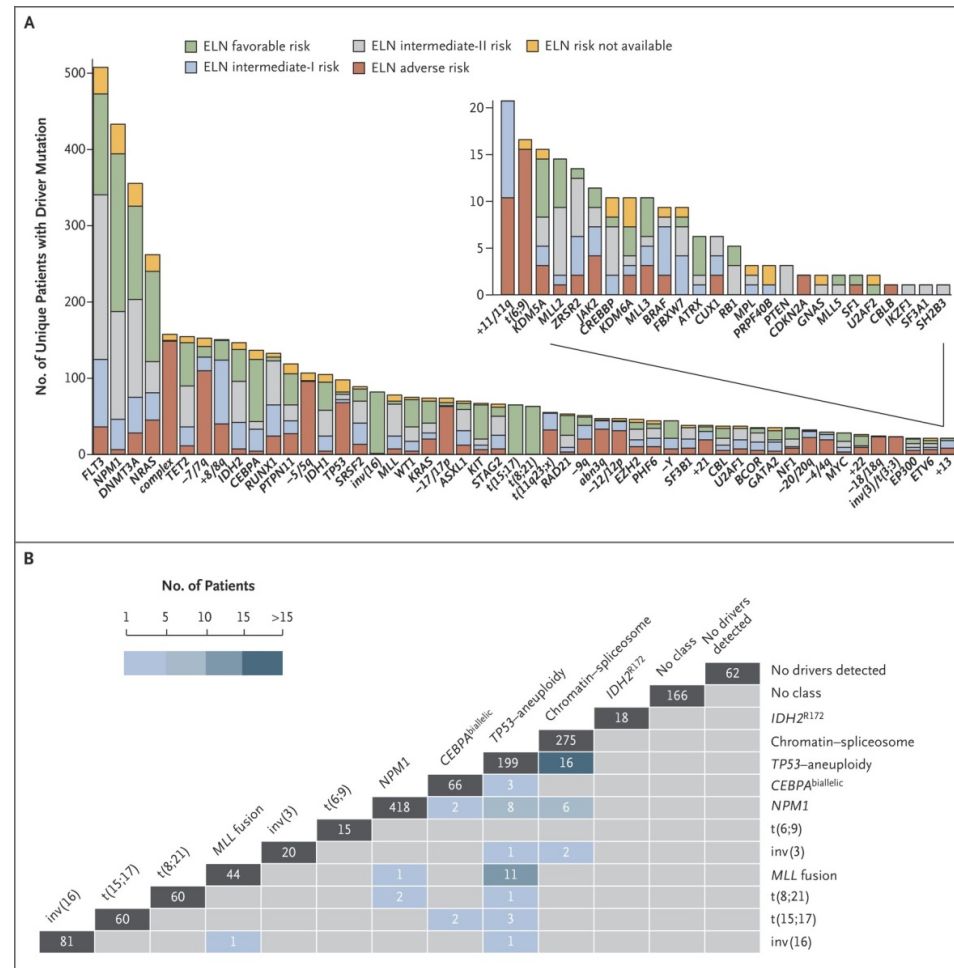 A
ELN favorable risk
ELN intermediate-II risk
ELN risk not available
ELN intermediate-I risk
ELN adverse risk
No. of Unique Patients with Driver Mutation
500
400
300
200
100
0
FLT3
NPM1
DNMT3A
NRAS
complex
TET2
−7/7q
+8/8q
IDH2
CEBPA
RUNX1
PTPN11
−5/5q
IDH1
TP53
SRSF2
inv(16)
MLL
WT1
KRAS
−17/17p
ASXL1
KIT
STAG2
t(15;17)
t(8;21)
t(11q23;x)
RAD21
−9q
abn3q
−12/12p
EZH2
PHF6
−Y
SF3B1
+21
CBL
U2AF1
BCOR
GATA2
NF1
−20/20q
−4/4q
MYC
+22
−18/18q
inv(3)/t(3;3)
EP300
ETV6
+13
20
15
10
5
0
+11/11q
t(6;9)
KDM5A
MLL2
ZRSR2
JAK2
CREBBP
KDM6A
MLL3
BRAF
FBXW7
ATRX
CUX1
RB1
MPL
PRPF40B
PTEN
CDKN2A
GNAS
MLL5
SF1
U2AF2
CBLB
IKZF1
SF3A1
SH2B3
B
No. of Patients
1 5 10 15 >15
inv(16)
t(15;17)
t(8;21)
MLL fusion
inv(3)
t(6;9)
NPM1
CEBPAbiallelic
TP53–aneuploidy
Chromatin–spliceosome
IDH2R172
No class
No drivers
detected
62 No drivers detected
166 No class
18 IDH2R172
275 Chromatin–spliceosome
199 16 TP53–aneuploidy
66 3 CEBPAbiallelic
418 2 8 6 NPM1
15 t(6;9)
20 1 2 inv(3)
44 1 11 MLL fusion
60 2 1 t(8;21)
60 2 3 t(15;17)
81 1 1 inv(16)